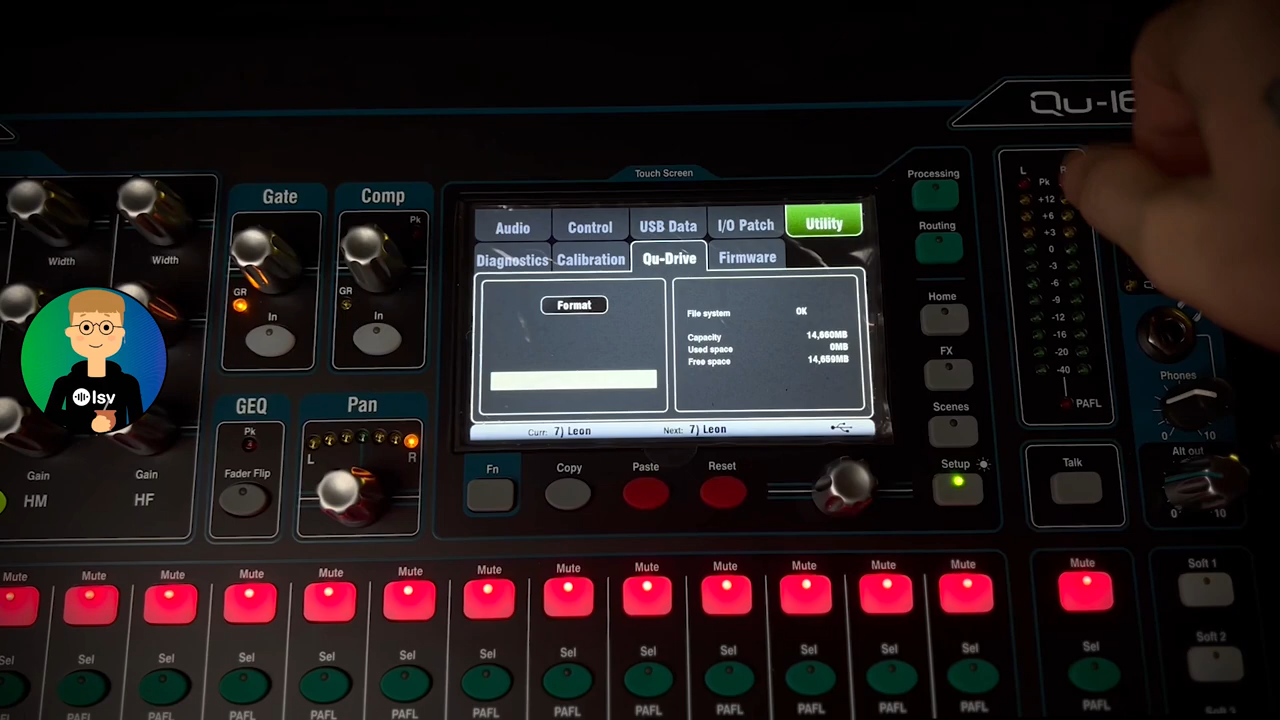 Qu-16
Touch Screen
Processing
Routing
Home
FX
Scenes
Setup
Gate
Comp
Pk
GR
In
GR
In
Width
Width
Audio
Control
USB Data
I/O Patch
Utility
Diagnostics
Calibration
Qu-Drive
Firmware
Format
File system OK
Capacity 14,660MB
Used space 0MB
Free space 14,659MB
Curr: 7) Leon
Next: 7) Leon
L
Pk
+12
+6
+3
0
-3
-6
-9
-12
-16
-20
-40
PAFL
Phones
0 10
Alt out
0 10
Talk
lsv
GEQ
Pk
Fader Flip
Pan
L
R
Gain
HM
Gain
HF
Fn
Copy
Paste
Reset
Mute Mute Mute Mute Mute Mute Mute Mute Mute Mute Mute Mute Mute Mute
Sel Sel Sel Sel Sel Sel Sel Sel Sel Sel Sel Sel Sel Sel
PAFL PAFL PAFL PAFL PAFL PAFL PAFL PAFL PAFL PAFL PAFL PAFL PAFL
Soft 1
Soft 2